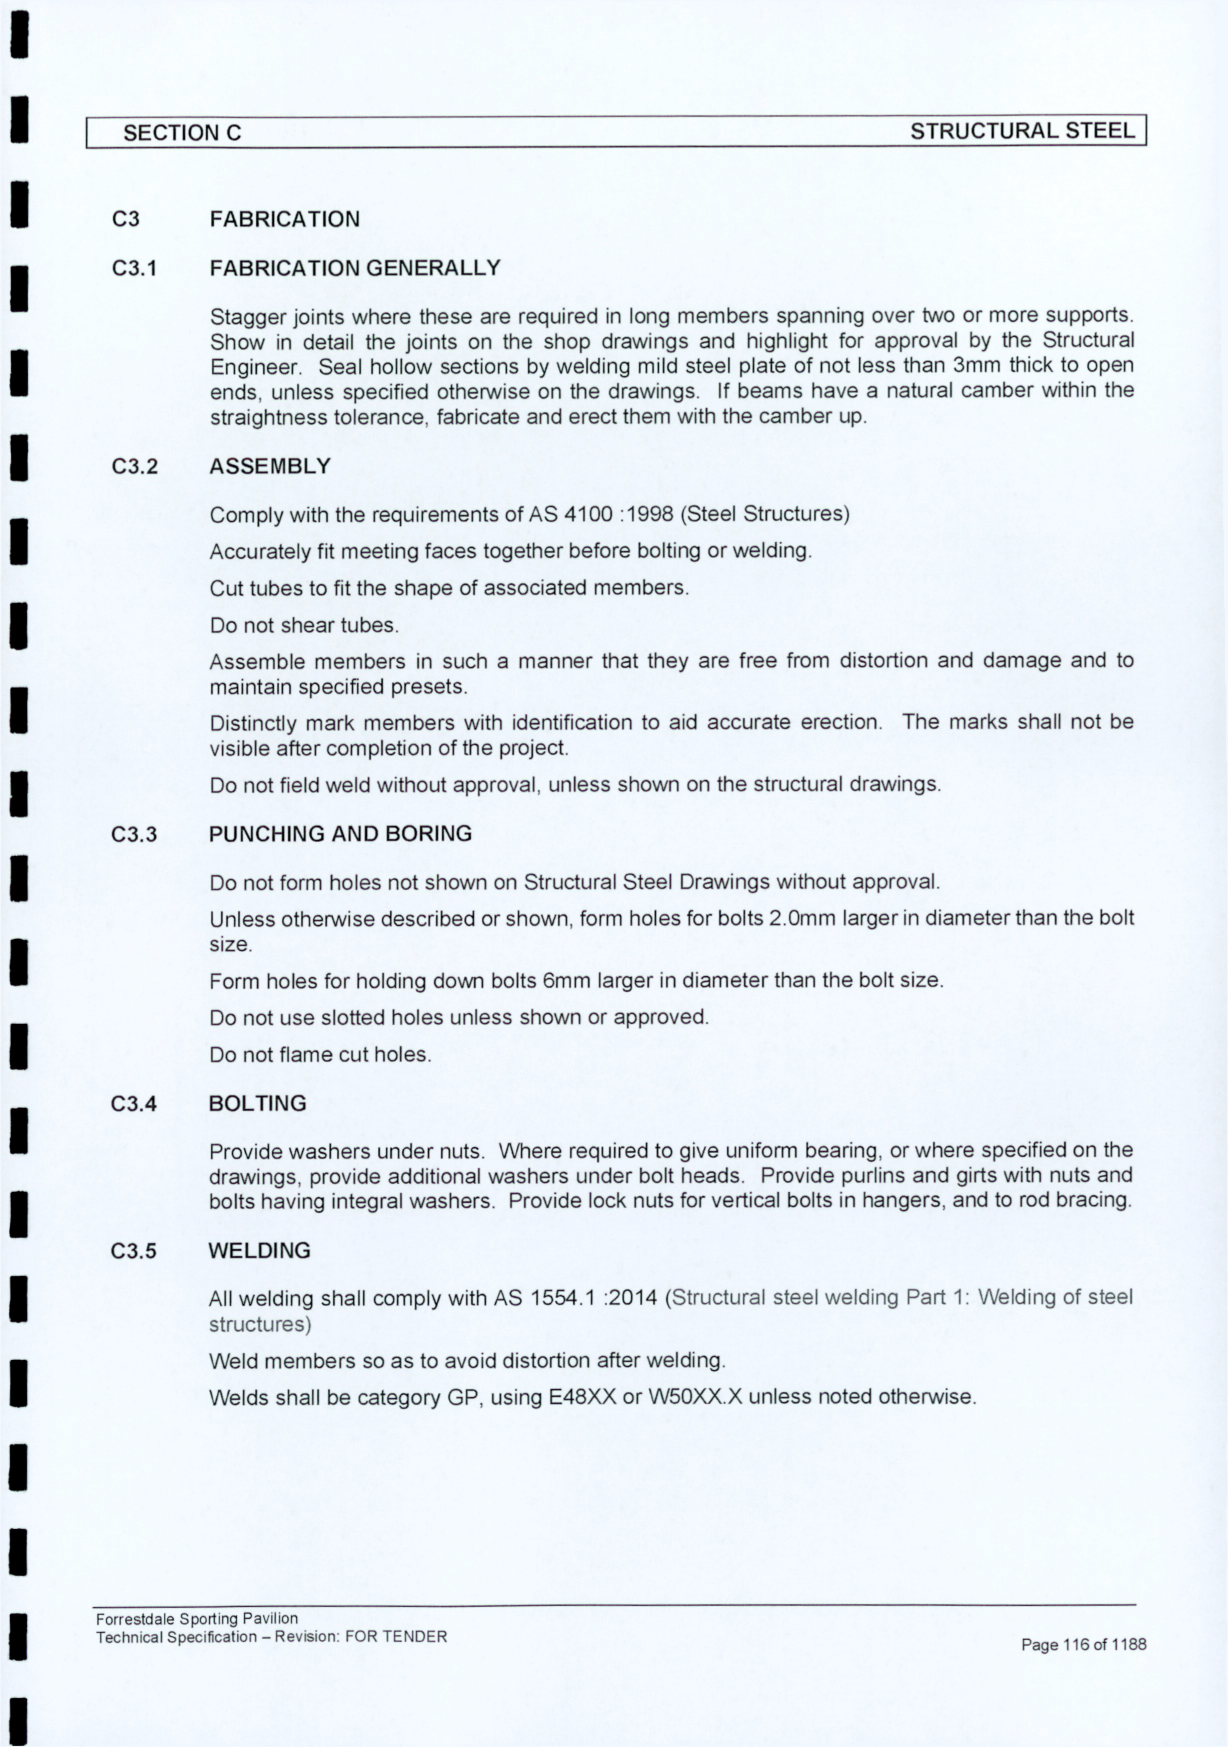 SECTION C STRUCTURAL STEEL
C3 FABRICATION
C3.1 FABRICATION GENERALLY
Stagger joints where these are required in long members spanning over two or more supports.
Show in detail the joints on the shop drawings and highlight for approval by the Structural
Engineer. Seal hollow sections by welding mild steel plate of not less than 3mm thick to open
ends, unless specified otherwise on the drawings. If beams have a natural camber within the
straightness tolerance, fabricate and erect them with the camber up.
C3.2 ASSEMBLY
Comply with the requirements of AS 4100 :1998 (Steel Structures)
Accurately fit meeting faces together before bolting or welding.
Cut tubes to fit the shape of associated members.
Do not shear tubes.
Assemble members in such a manner that they are free from distortion and damage and to
maintain specified presets.
Distinctly mark members with identification to aid accurate erection. The marks shall not be
visible after completion of the project.
Do not field weld without approval, unless shown on the structural drawings.
C3.3 PUNCHING AND BORING
Do not form holes not shown on Structural Steel Drawings without approval.
Unless otherwise described or shown, form holes for bolts 2.0mm larger in diameter than the bolt
size.
Form holes for holding down bolts 6mm larger in diameter than the bolt size.
Do not use slotted holes unless shown or approved.
Do not flame cut holes.
C3.4 BOLTING
Provide washers under nuts. Where required to give uniform bearing, or where specified on the
drawings, provide additional washers under bolt heads. Provide purlins and girts with nuts and
bolts having integral washers. Provide lock nuts for vertical bolts in hangers, and to rod bracing.
C3.5 WELDING
All welding shall comply with AS 1554.1 :2014 (Structural steel welding Part 1: Welding of steel
structures)
Weld members so as to avoid distortion after welding.
Welds shall be category GP, using E48XX or W50XX.X unless noted otherwise.
Forrestdale Sporting Pavilion
Technical Specification – Revision: FOR TENDER
Page 116 of 1188